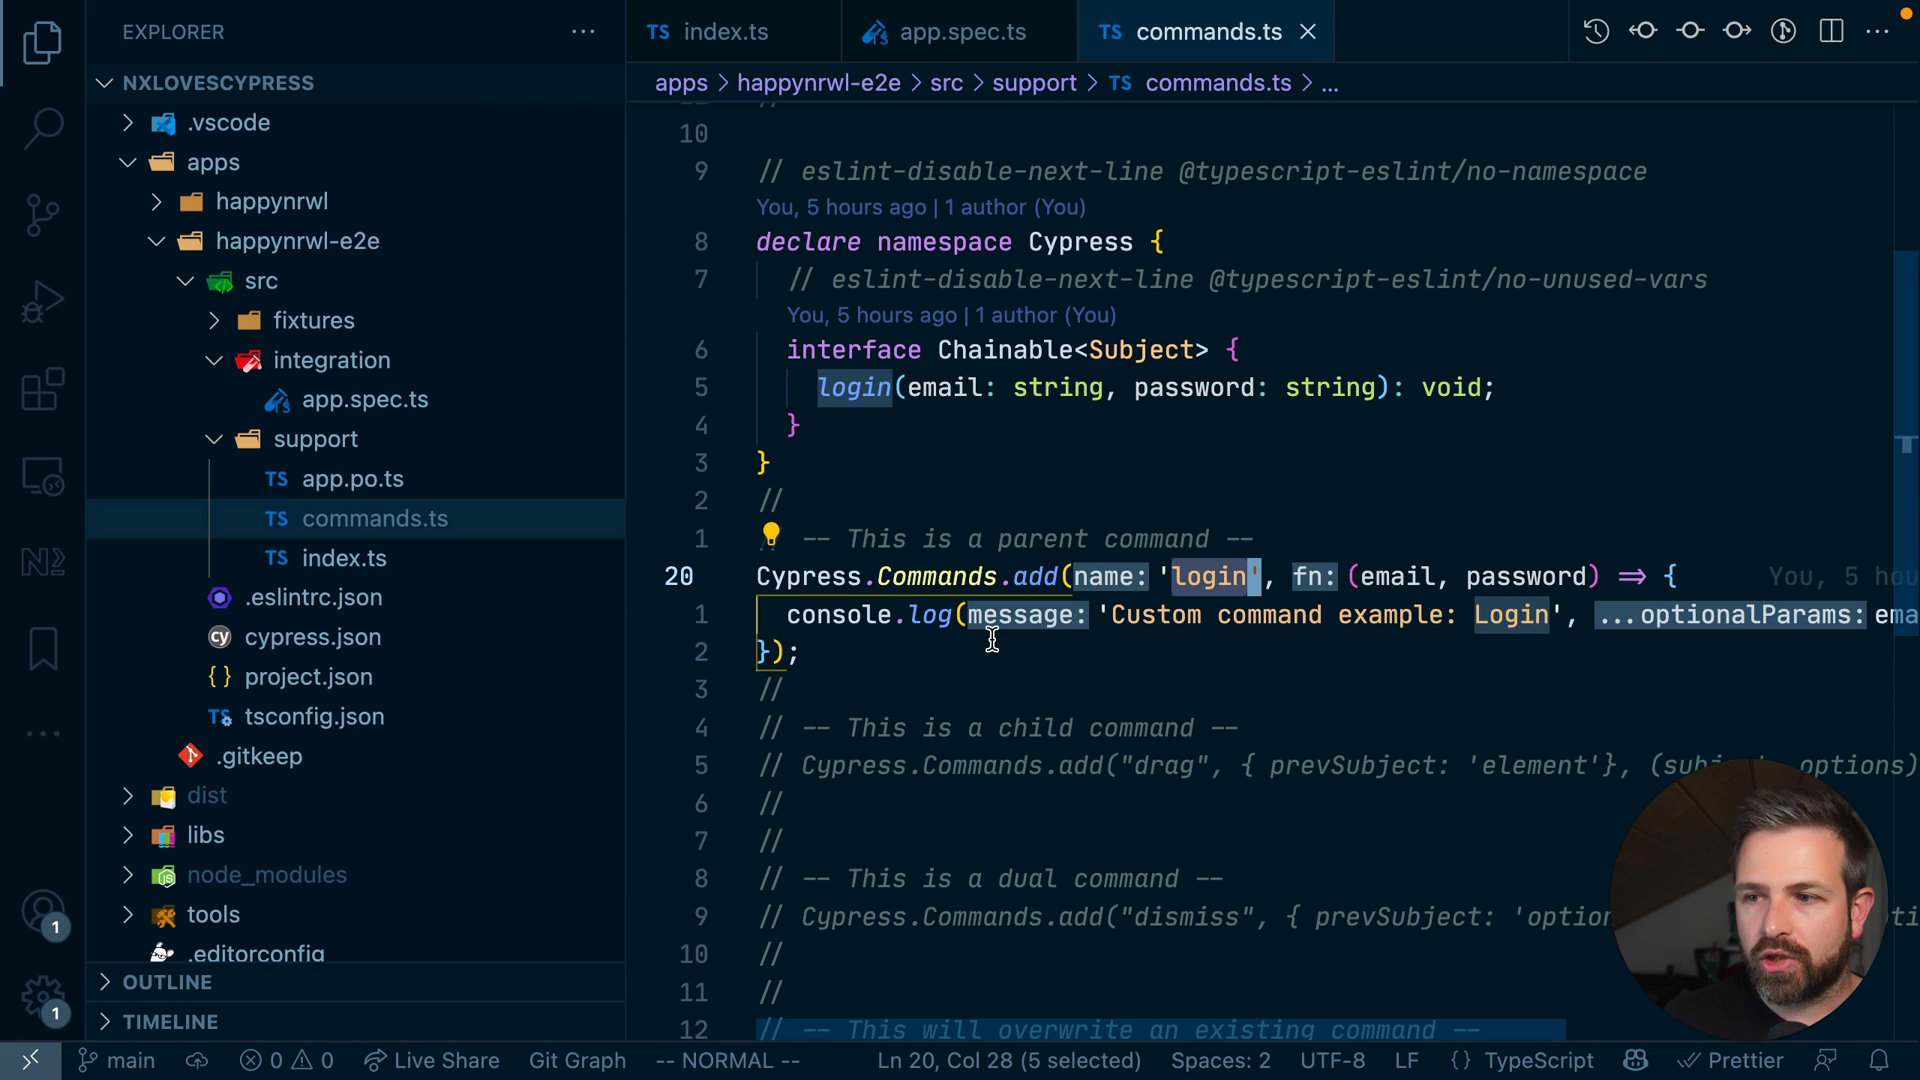 EXPLORER
NXLOVESCYPRESS
.vscode
apps
happynrwl
happynrwl-e2e
src
fixtures
integration
app.spec.ts
support
app.po.ts
commands.ts
index.ts
.eslintrc.json
cypress.json
project.json
tsconfig.json
.gitkeep
dist
libs
node_modules
tools
.editorconfig
OUTLINE
TIMELINE
1
1
TS index.ts
app.spec.ts
TS commands.ts
apps > happynrwl-e2e > src > support > TS commands.ts > ...
10
9 // eslint-disable-next-line @typescript-eslint/no-namespace
You, 5 hours ago | 1 author (You)
8 declare namespace Cypress {
7 // eslint-disable-next-line @typescript-eslint/no-unused-vars
You, 5 hours ago | 1 author (You)
6 interface Chainable<Subject> {
5 login(email: string, password: string): void;
4 }
3 }
2 //
1 -- This is a parent command --
20 Cypress.Commands.add(name: 'login', fn: (email, password) => { You, 5 hou
1 console.log(message: 'Custom command example: Login', ...optionalParams: ema
2 });
3 //
4 // -- This is a child command --
5 // Cypress.Commands.add("drag", { prevSubject: 'element'}, (subj options)
6 //
7 //
8 // -- This is a dual command --
9 // Cypress.Commands.add("dismiss", { prevSubject: 'option
10 //
11 //
12 // -- This will overwrite an existing command --
main 0 0 Live Share Git Graph -- NORMAL -- Ln 20, Col 28 (5 selected) Spaces: 2 UTF-8 LF {} TypeScript Prettier